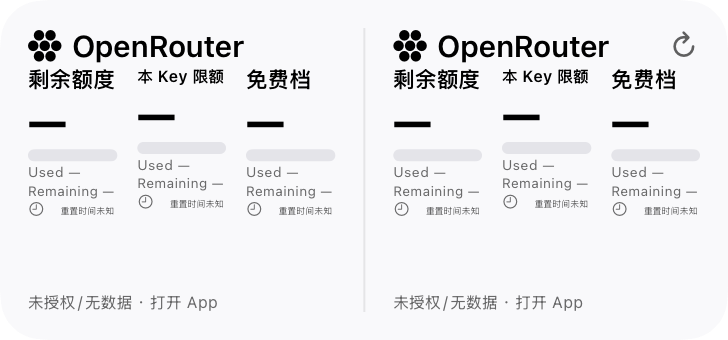 OpenRouter
剩余额度
本 Key 限额
免费档
—
—
—
Used —
Remaining —
重置时间未知
Used —
Remaining —
重置时间未知
Used —
Remaining —
重置时间未知
未授权/无数据 · 打开 App
OpenRouter
剩余额度
本 Key 限额
免费档
—
—
—
Used —
Remaining —
重置时间未知
Used —
Remaining —
重置时间未知
Used —
Remaining —
重置时间未知
未授权/无数据 · 打开 App